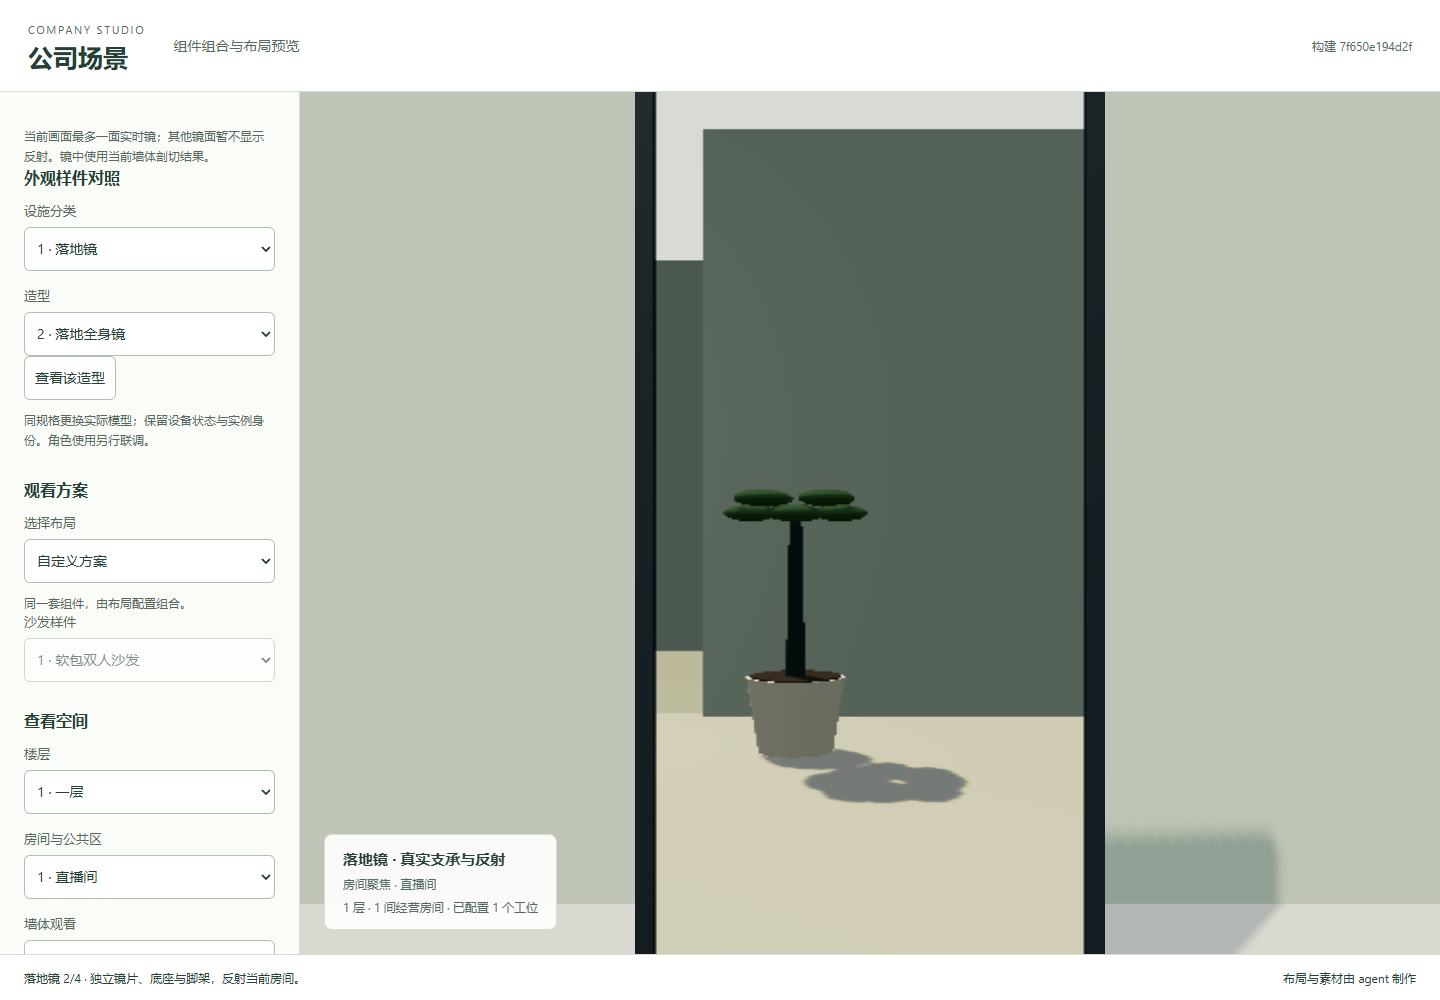 COMPANY STUDIO
公司场景
组件组合与布局预览
构建 7f650e194d2f
当前画面最多一面实时镜；其他镜面暂不显示
反射。镜中使用当前墙体剖切结果。
外观样件对照
设施分类
1 · 落地镜
造型
2 · 落地全身镜
查看该造型
同规格更换实际模型；保留设备状态与实例身
份。角色使用另行联调。
观看方案
选择布局
自定义方案
同一套组件，由布局配置组合。
沙发样件
1 · 软包双人沙发
查看空间
楼层
1 · 一层
房间与公共区
1 · 直播间
墙体观看
落地镜 · 真实支承与反射
房间聚焦 · 直播间
1 层 · 1 间经营房间 · 已配置 1 个工位
落地镜 2/4 · 独立镜片、底座与脚架，反射当前房间。
布局与素材由 agent 制作